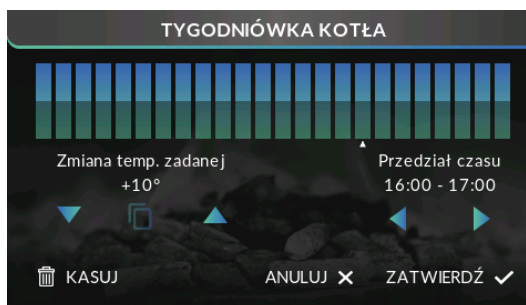 TYGODNIÓWKA KOTŁA
Zmiana temp. zadanej
+10°
Przedział czasu
16:00 - 17:00
KASUJ
ANULUJ
ZATWIERDŹ